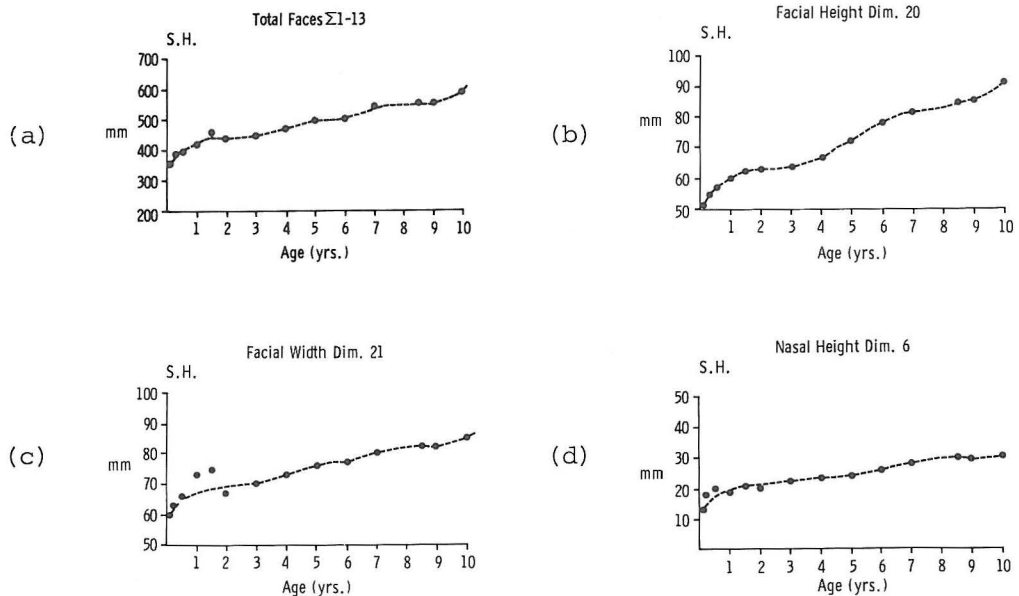 (a)
Total Faces Σ1-13
S.H.
700
600
500
400
300
200
mm
1 2 3 4 5 6 7 8 9 10
Age (yrs.)
(b)
Facial Height Dim. 20
S.H.
100
90
80
70
60
50
mm
1 2 3 4 5 6 7 8 9 10
Age (yrs.)
(c)
Facial Width Dim. 21
S.H.
100
90
80
70
60
50
mm
1 2 3 4 5 6 7 8 9 10
Age (yrs.)
(d)
Nasal Height Dim. 6
S.H.
50
40
30
20
10
mm
1 2 3 4 5 6 7 8 9 10
Age (yrs.)